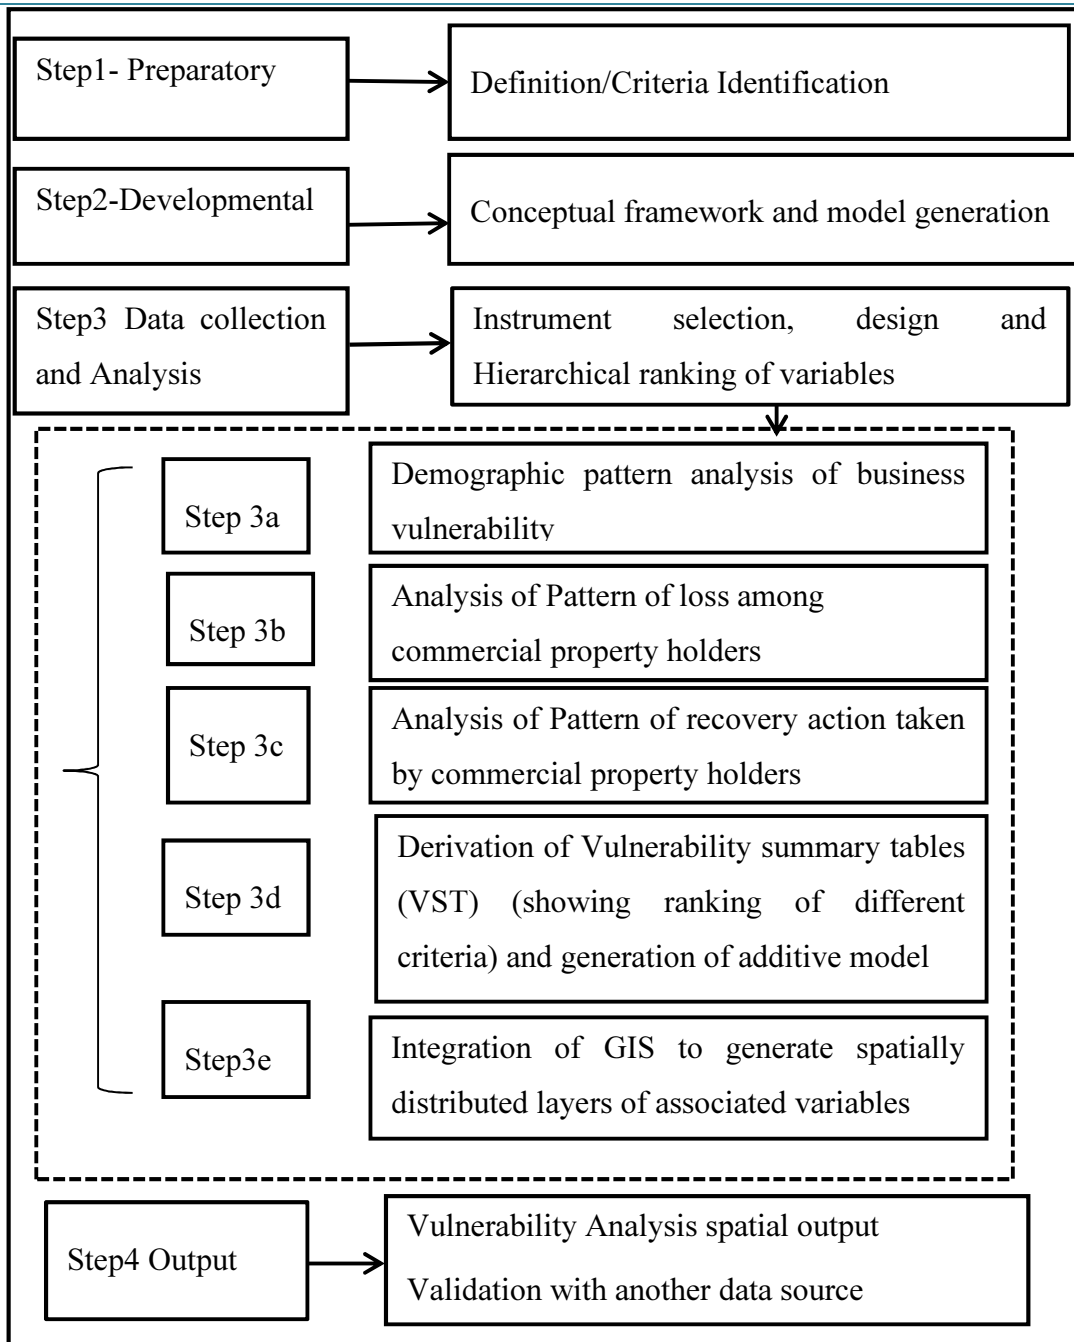 Step1- Preparatory
Definition/Criteria Identification
Step2-Developmental
Conceptual framework and model generation
Step3 Data collection
and Analysis
Instrument selection, design and
Hierarchical ranking of variables
Step 3a
Demographic pattern analysis of business
vulnerability
Step 3b
Analysis of Pattern of loss among
commercial property holders
Step 3c
Analysis of Pattern of recovery action taken
by commercial property holders
Step 3d
Derivation of Vulnerability summary tables
(VST) (showing ranking of different
criteria) and generation of additive model
Step3e
Integration of GIS to generate spatially
distributed layers of associated variables
Step4 Output
Vulnerability Analysis spatial output
Validation with another data source